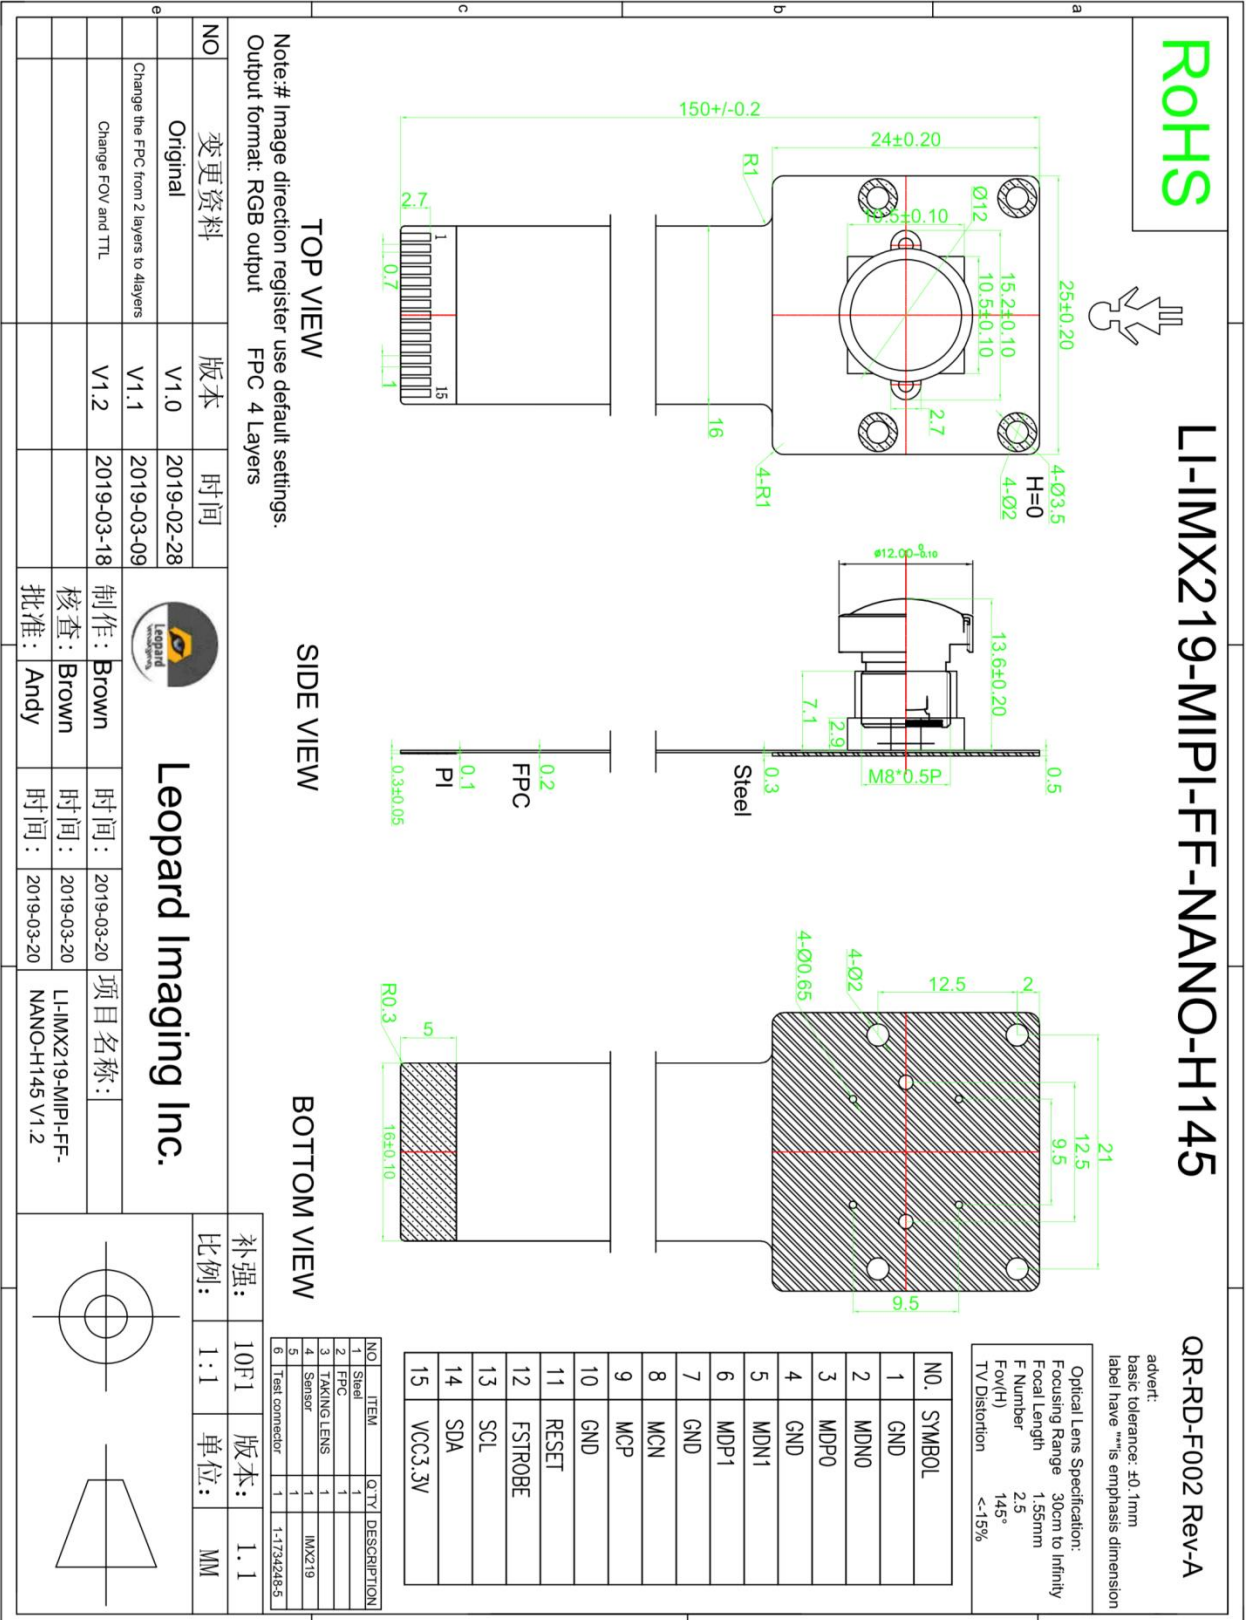 RoHS
LI-IMX219-MIPI-FF-NANO-H145
QR-RD-F002 Rev-A
advert:
basic tolerance: ±0.1mm
label have "*"is emphasis dimension
Optical Lens Specification:
Focusing Range 30cm to Infinity
Focal Length 1.55mm
F Number 2.5
Fov(H) 145°
TV Distortion <-15%
a
b
c
e
25±0.20
15.2±0.10
10.5±0.10
10.5±0.10
Ø12
2.7
4-Ø3.5
4-Ø2
H=0
150+/-0.2
24±0.20
R1
4-R1
16
2.7
1
15
0.7
1
TOP VIEW
ø12.00-0.10
0
13.6±0.20
7.1
2.9
M8*0.5P
0.5
0.3
Steel
0.2
FPC
0.1
PI
0.3±0.05
SIDE VIEW
21
12.5
9.5
12.5
2
4-Ø2
4-Ø0.65
9.5
5
R0.3
16±0.10
BOTTOM VIEW
NO. SYMBOL
1 GND
2 MDN0
3 MDP0
4 GND
5 MDN1
6 MDP1
7 GND
8 MCN
9 MCP
10 GND
11 RESET
12 FSTROBE
13 SCL
14 SDA
15 VCC3.3V
Note:# Image direction register use default settings.
Output format: RGB output FPC 4 Layers
NO ITEM Q'TY DESCRIPTION
1 Steel 1
2 FPC 1
3 TAKING LENS 1
4 Sensor 1 IMX219
5 1
6 Test connector 1 1-1734248-5
NO 变更资料 版本 时间
Original V1.0 2019-02-28
Change the FPC from 2 layers to 4layers V1.1 2019-03-09
Change FOV and TTL V1.2 2019-03-18
Leopard
Leopard Imaging Inc.
制作: Brown 时间: 2019-03-20 项目名称:
核查: Brown 时间: 2019-03-20
批准: Andy 时间: 2019-03-20
LI-IMX219-MIPI-FF-
NANO-H145 V1.2
补强: 10F1 版本: 1.1
比例: 1:1 单位: MM